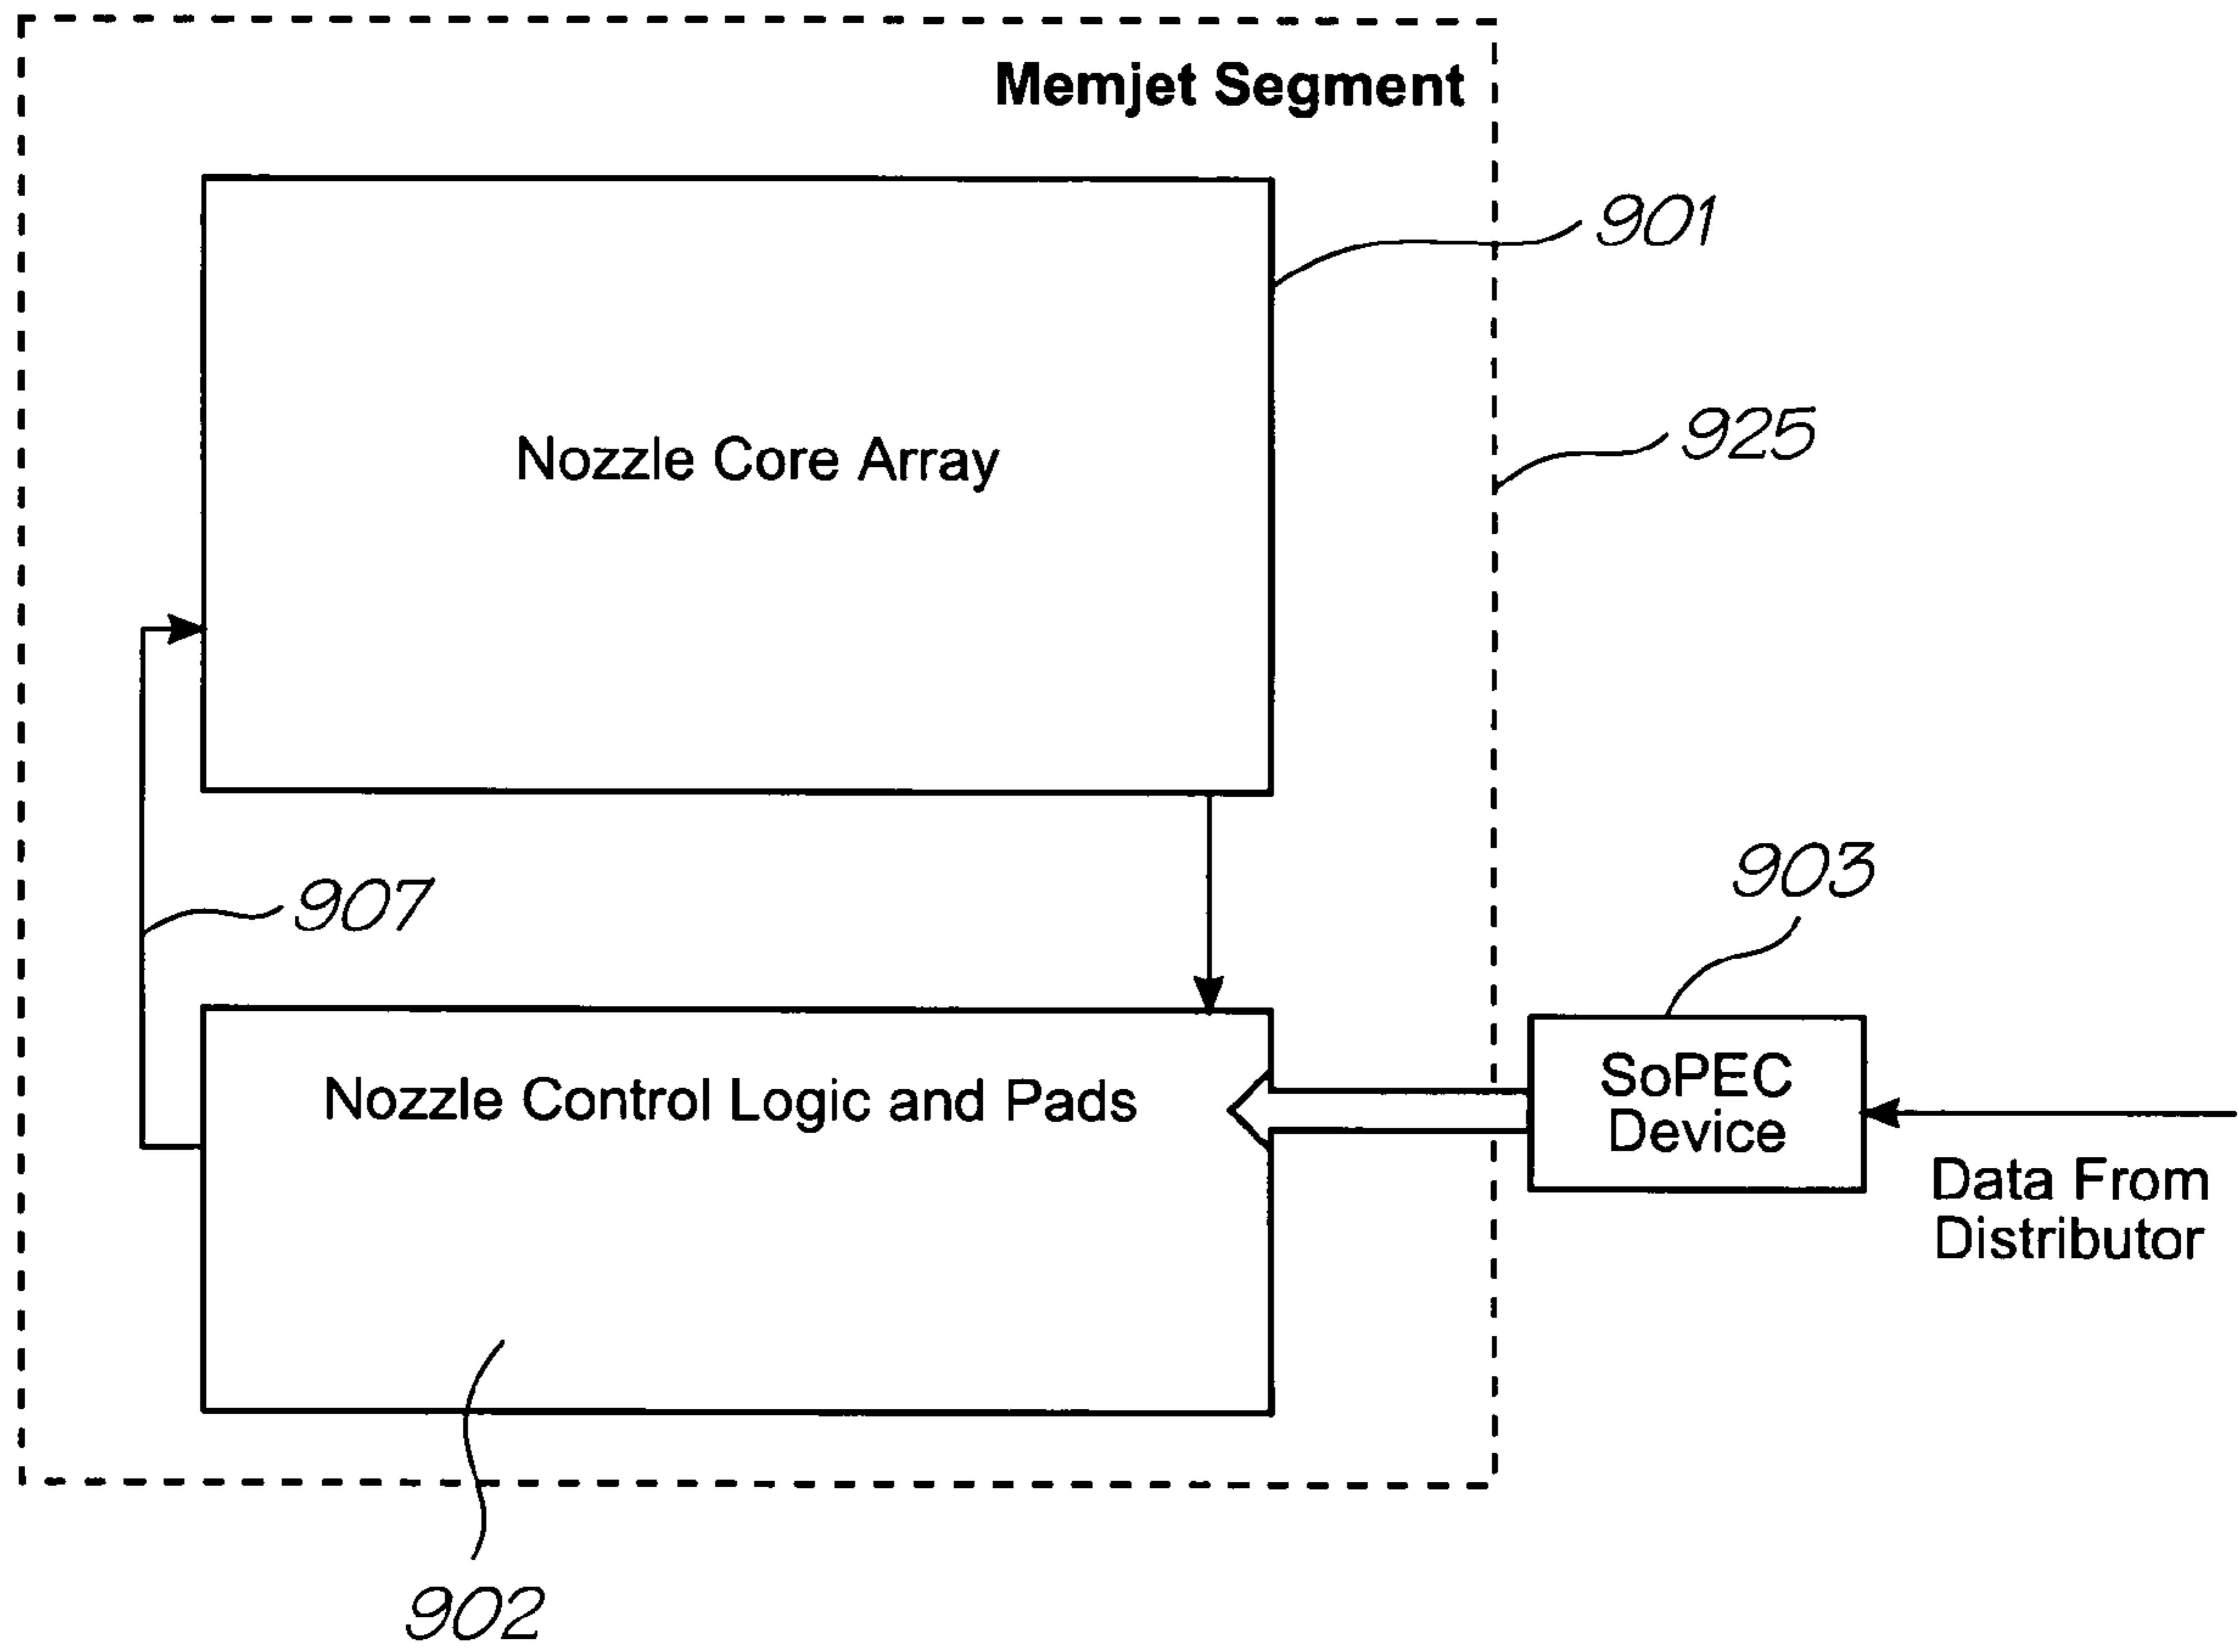 Memjet Segment
901
Nozzle Core Array
925
903
907
SoPEC
Device
Nozzle Control Logic and Pads
Data From
Distributor
902